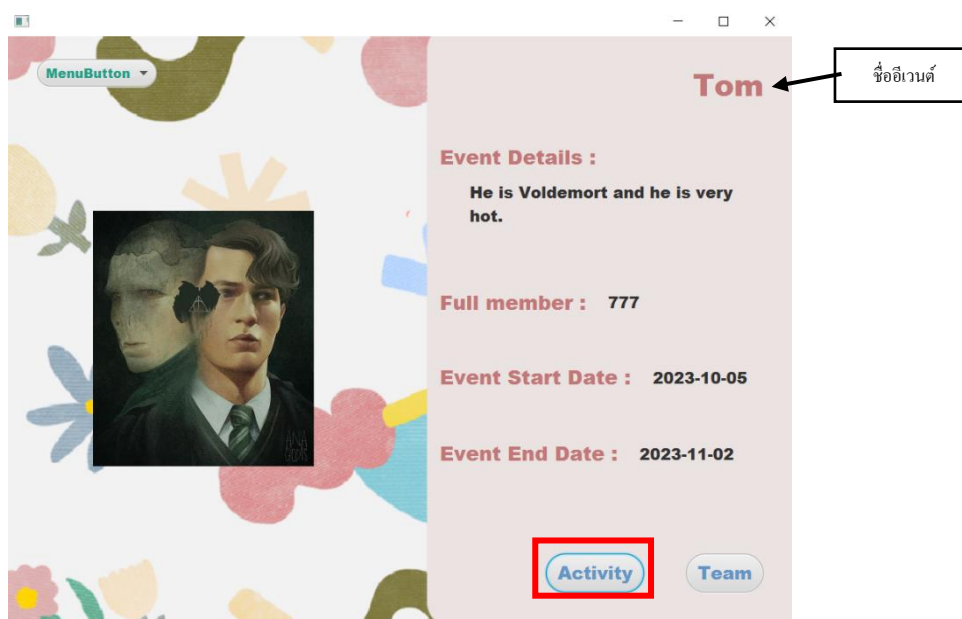 MenuButton
Tom
ชื่ออีเวนต์
Event Details :
He is Voldemort and he is very
hot.
Full member : 777
Event Start Date : 2023-10-05
Event End Date : 2023-11-02
Activity
Team